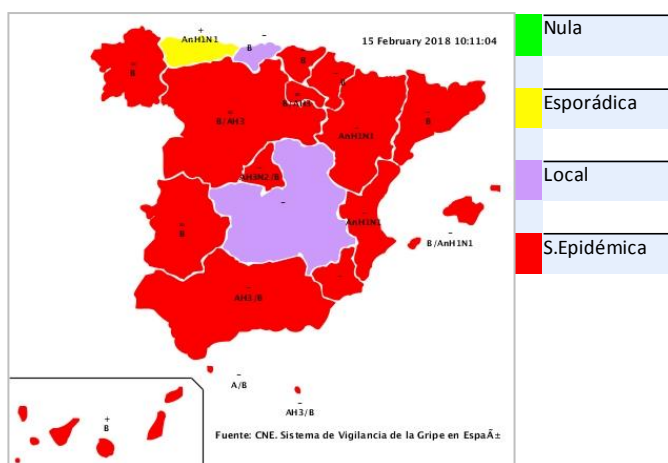 15 February 2018 10:11:04
+
AnH1N1
–
B
–
B
–
B
–
–
B/AH3
–
AnH1N1
–
B
–
AH3N2/B
–
–
B
AnH1N1
–
B/AnH1N1
–
AH3/B
–
A/B
–
AH3/B
+
B
Fuente: CNE. Sistema de Vigilancia de la Gripe en EspaÃ±
Nula
Esporádica
Local
S.Epidémica